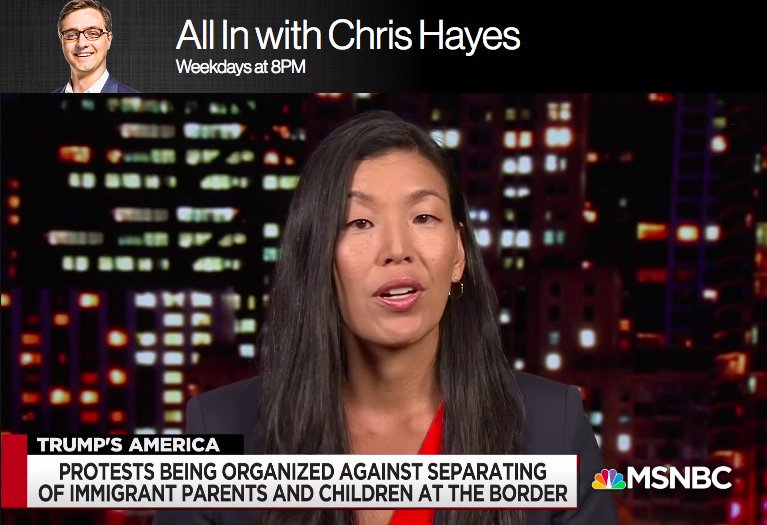 All In with Chris Hayes
Weekdays at 8PM
TRUMP'S AMERICA
PROTESTS BEING ORGANIZED AGAINST SEPARATING
OF IMMIGRANT PARENTS AND CHILDREN AT THE BORDER
MSNBC